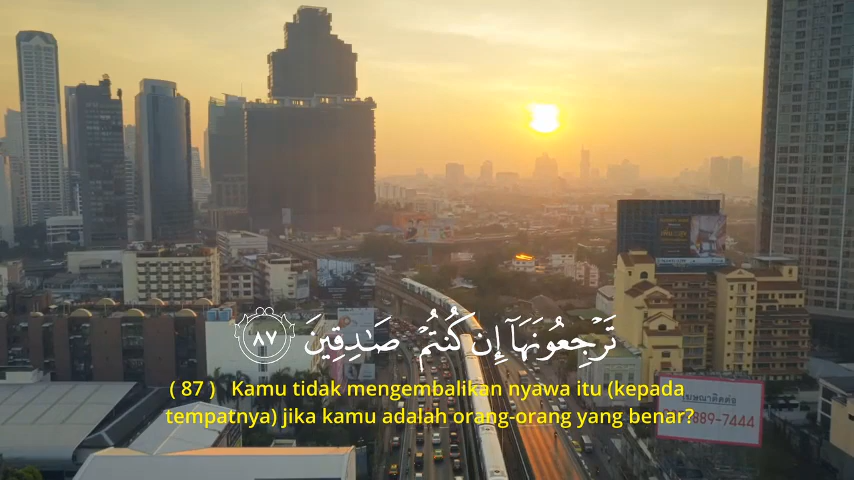 تَرْجِعُونَهَآ إِن كُنتُمْ صَـٰدِقِينَ ٨٧
( 87 ) Kamu tidak mengembalikan nyawa itu (kepada
tempatnya) jika kamu adalah orang-orang yang benar?
889-7444